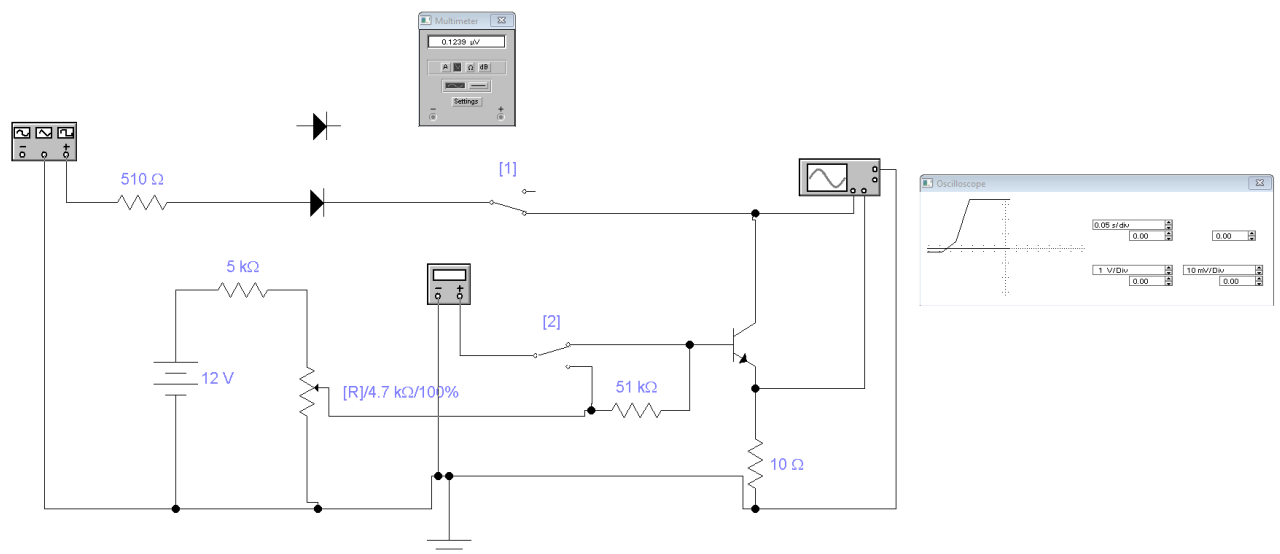 Multimeter
0.1239 µV
A
Ω
dB
Settings
−
+
−
+
510 Ω
[1]
Oscilloscope
0.05 s/div
0.00
0.00
1 V/Div
10 mV/Div
0.00
0.00
5 kΩ
−
+
[2]
12 V
[R]/4.7 kΩ/100%
51 kΩ
10 Ω